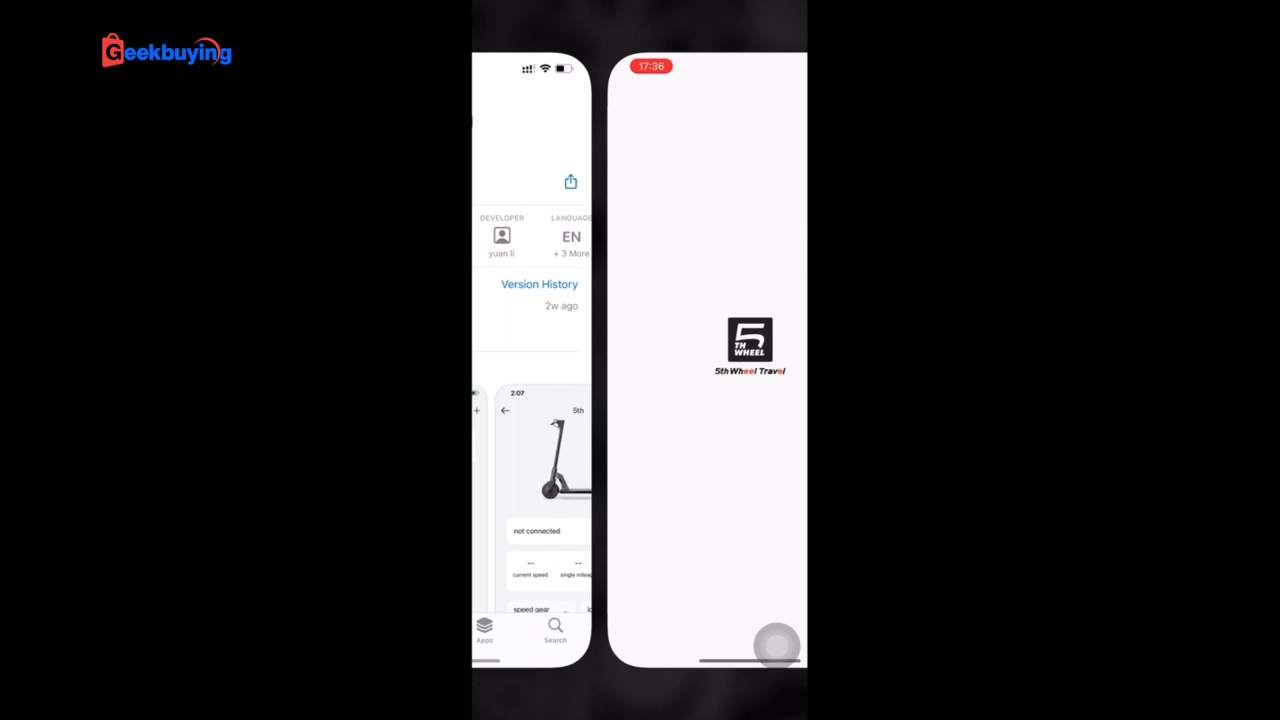 Geekbuying
DEVELOPER
yuan li
LANGUAGE
EN
+ 3 More
Version History
2w ago
2:07
5th
not connected
--
current speed
--
single mileag
speed gear
Apps
Search
17:36
5
TH
WHEEL
5th Wheel Travel